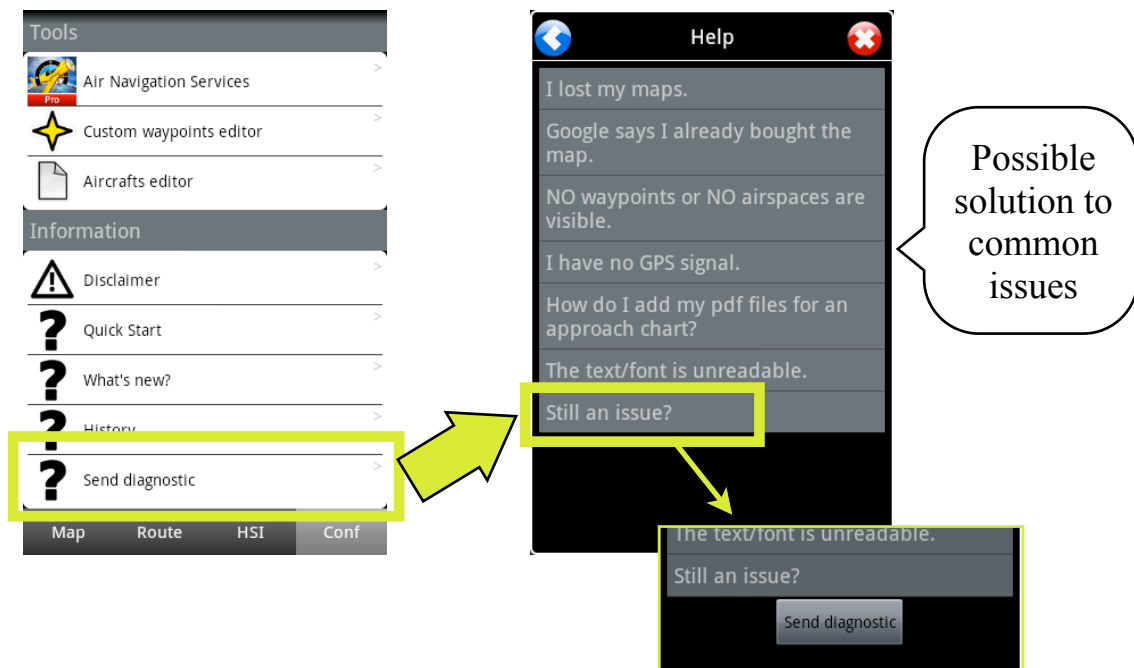 Tools
Pro
Air Navigation Services
>
Custom waypoints editor
>
Aircrafts editor
>
Information
Disclaimer
>
Quick Start
>
What's new?
>
History
>
Send diagnostic
>
Map Route HSI Conf
Help
I lost my maps.
Google says I already bought the
map.
NO waypoints or NO airspaces are
visible.
I have no GPS signal.
How do I add my pdf files for an
approach chart?
The text/font is unreadable.
Still an issue?
Possible
solution to
common
issues
The text/font is unreadable.
Still an issue?
Send diagnostic